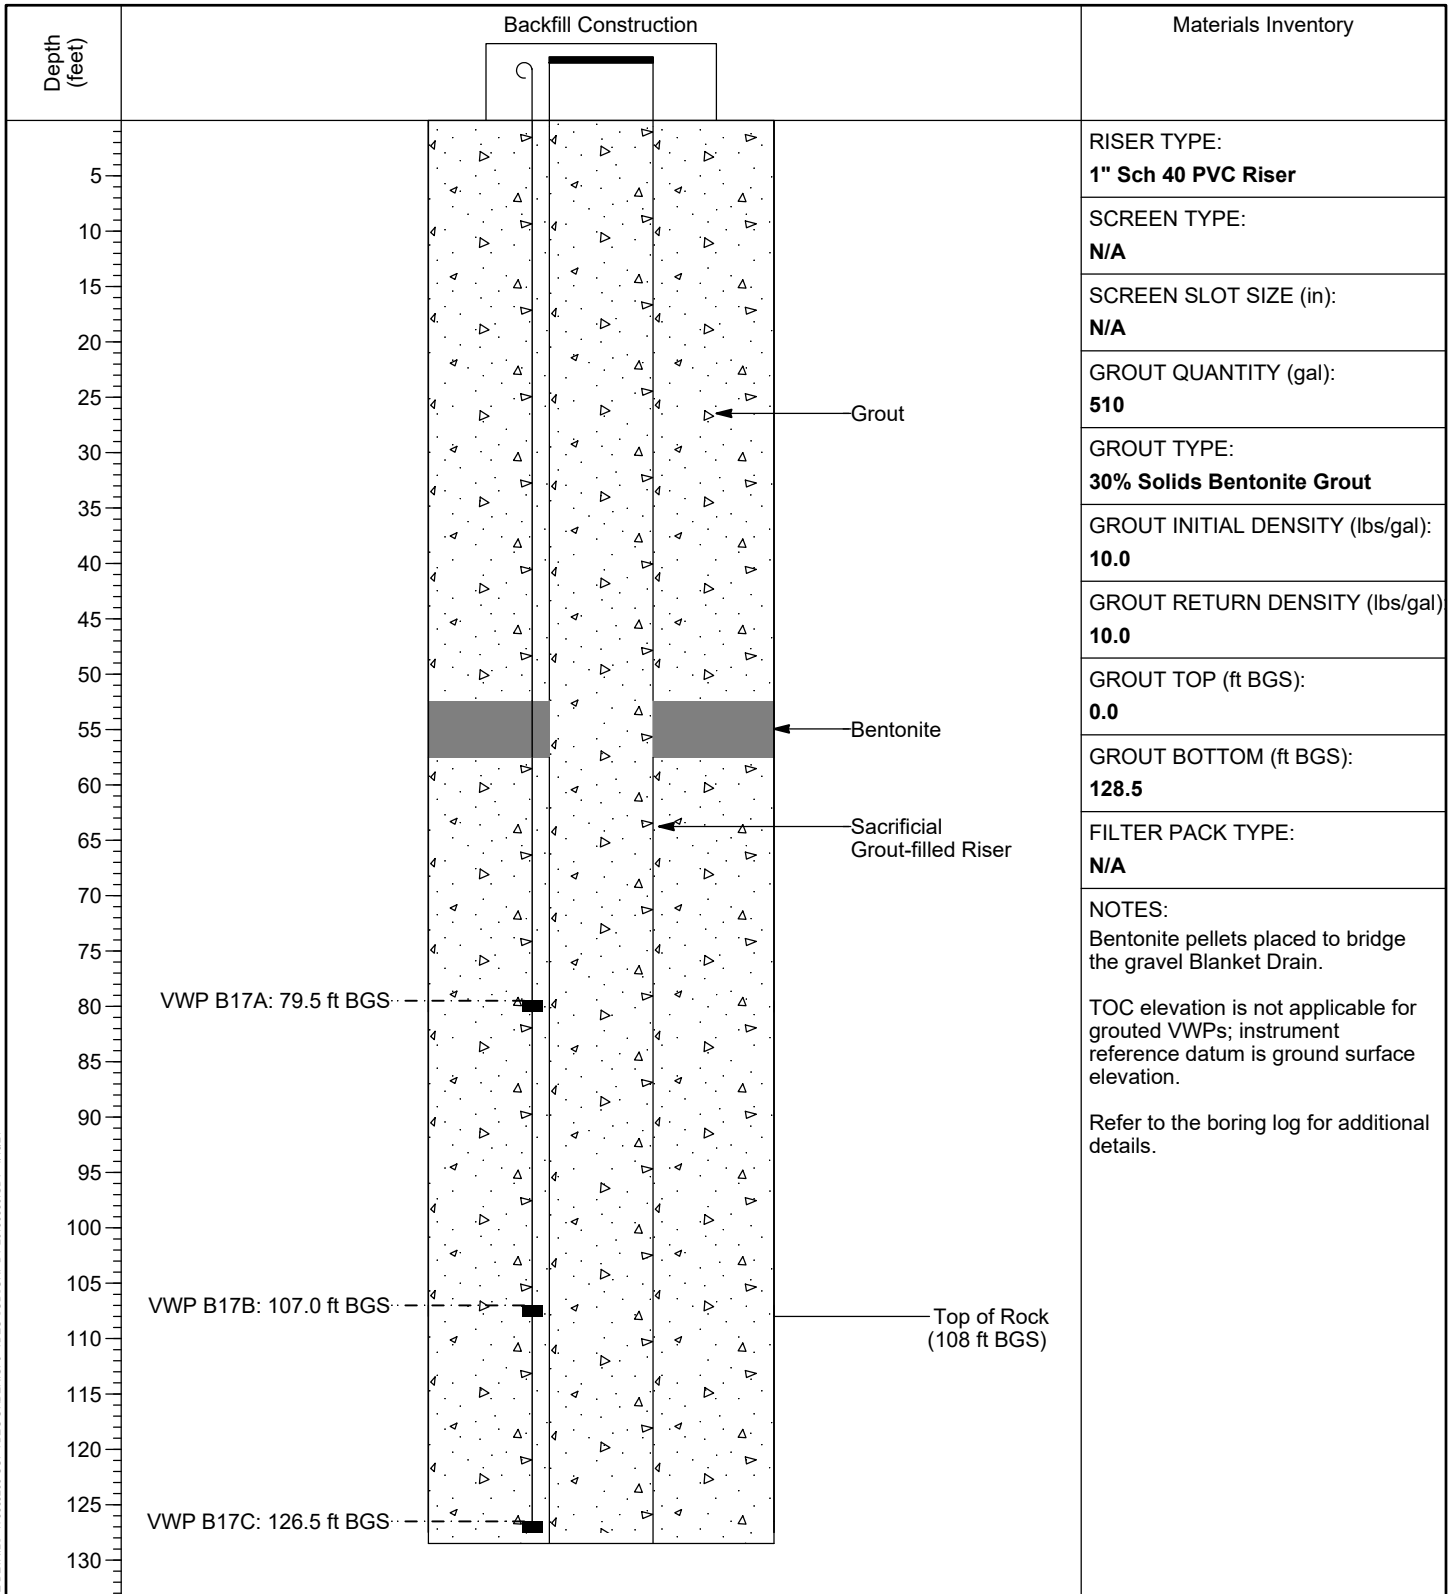 Depth
(feet)
Backfill Construction
Materials Inventory
5
10
15
20
25
30
35
40
45
50
55
60
65
70
75
80
85
90
95
100
105
110
115
120
125
130
VWP B17A: 79.5 ft BGS
VWP B17B: 107.0 ft BGS
VWP B17C: 126.5 ft BGS
Grout
Bentonite
Sacrificial
Grout-filled Riser
Top of Rock
(108 ft BGS)
RISER TYPE:
1" Sch 40 PVC Riser
SCREEN TYPE:
N/A
SCREEN SLOT SIZE (in):
N/A
GROUT QUANTITY (gal):
510
GROUT TYPE:
30% Solids Bentonite Grout
GROUT INITIAL DENSITY (lbs/gal):
10.0
GROUT RETURN DENSITY (lbs/gal):
10.0
GROUT TOP (ft BGS):
0.0
GROUT BOTTOM (ft BGS):
128.5
FILTER PACK TYPE:
N/A
NOTES:
Bentonite pellets placed to bridge
the gravel Blanket Drain.
TOC elevation is not applicable for
grouted VWPs; instrument
reference datum is ground surface
elevation.
Refer to the boring log for additional
details.